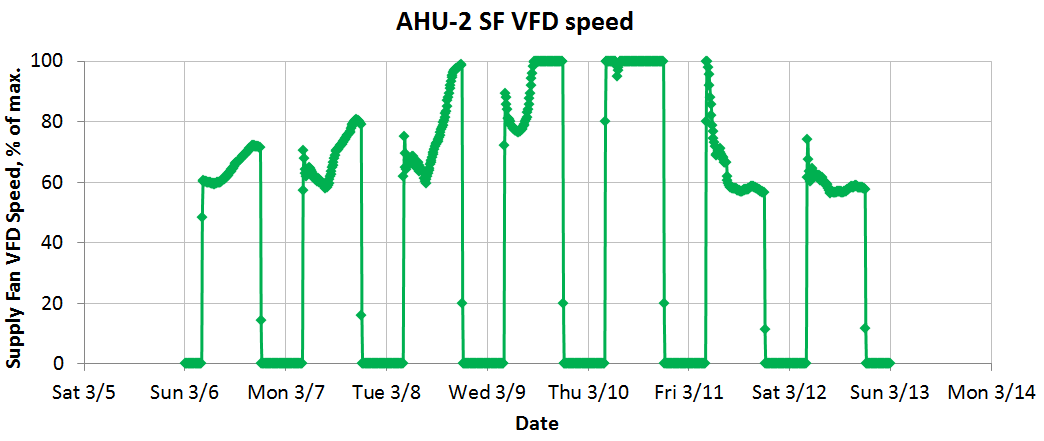 AHU-2 SF VFD speed
Supply Fan VFD Speed, % of max.
100
80
60
40
20
0
Sat 3/5 Sun 3/6 Mon 3/7 Tue 3/8 Wed 3/9 Thu 3/10 Fri 3/11 Sat 3/12 Sun 3/13 Mon 3/14
Date